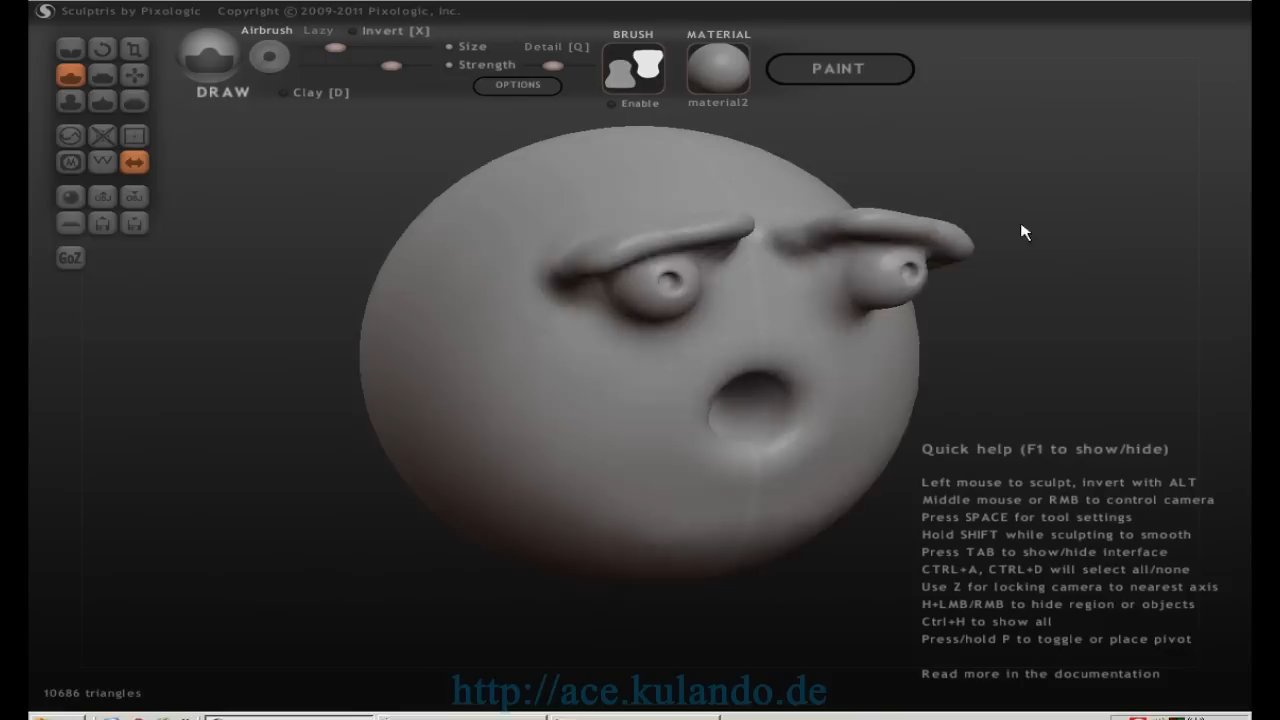 Sculptris by Pixologic Copyright © 2009-2011 Pixologic, Inc.
Airbrush Lazy Invert [X]
BRUSH MATERIAL
Size Detail [Q]
Strength
PAINT
OPTIONS
DRAW Clay [D]
Enable material2
GoZ
OBJ OBJ
Quick help (F1 to show/hide)
Left mouse to sculpt, invert with ALT
Middle mouse or RMB to control camera
Press SPACE for tool settings
Hold SHIFT while sculpting to smooth
Press TAB to show/hide interface
CTRL+A, CTRL+D will select all/none
Use Z for locking camera to nearest axis
H+LMB/RMB to hide region or objects
Ctrl+H to show all
Press/hold P to toggle or place pivot
Read more in the documentation
10686 triangles
http://ace.kulando.de